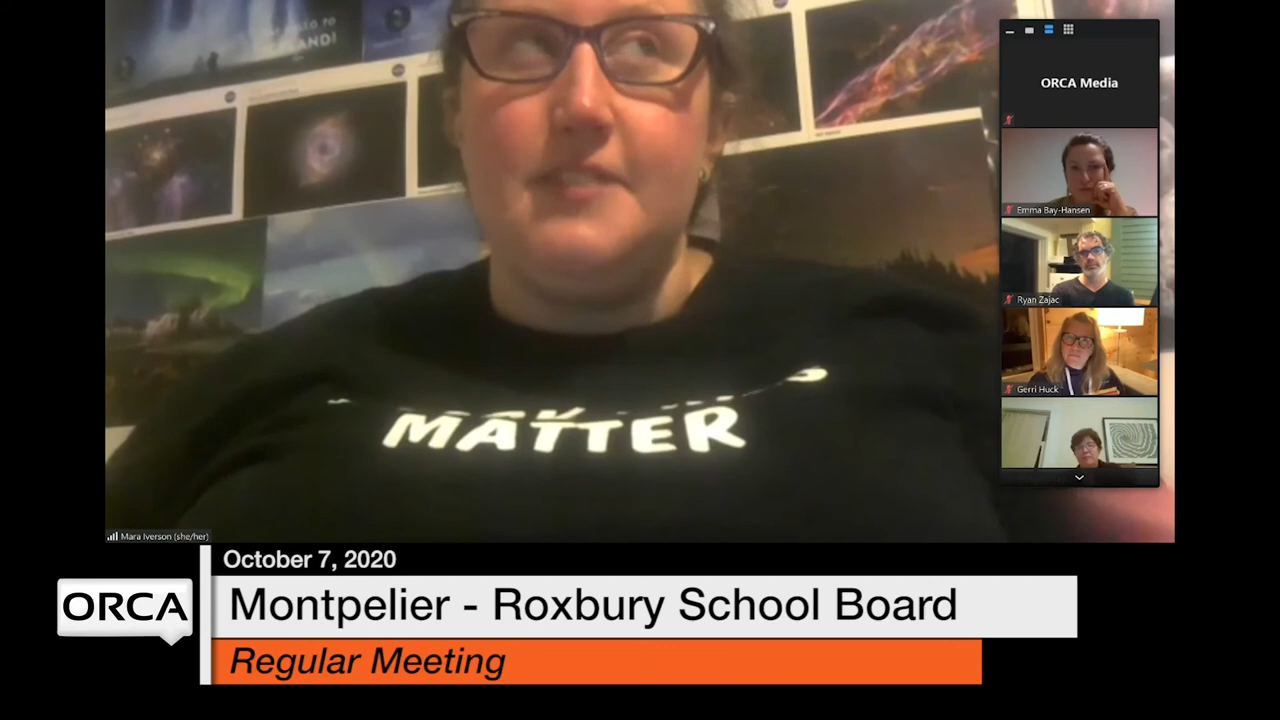 LAND!
MATTER
ORCA Media
Emma Bay-Hansen
Ryan Zajac
Gerri Huck
Mara Iverson (she/her)
October 7, 2020
ORCA
Montpelier - Roxbury School Board
Regular Meeting